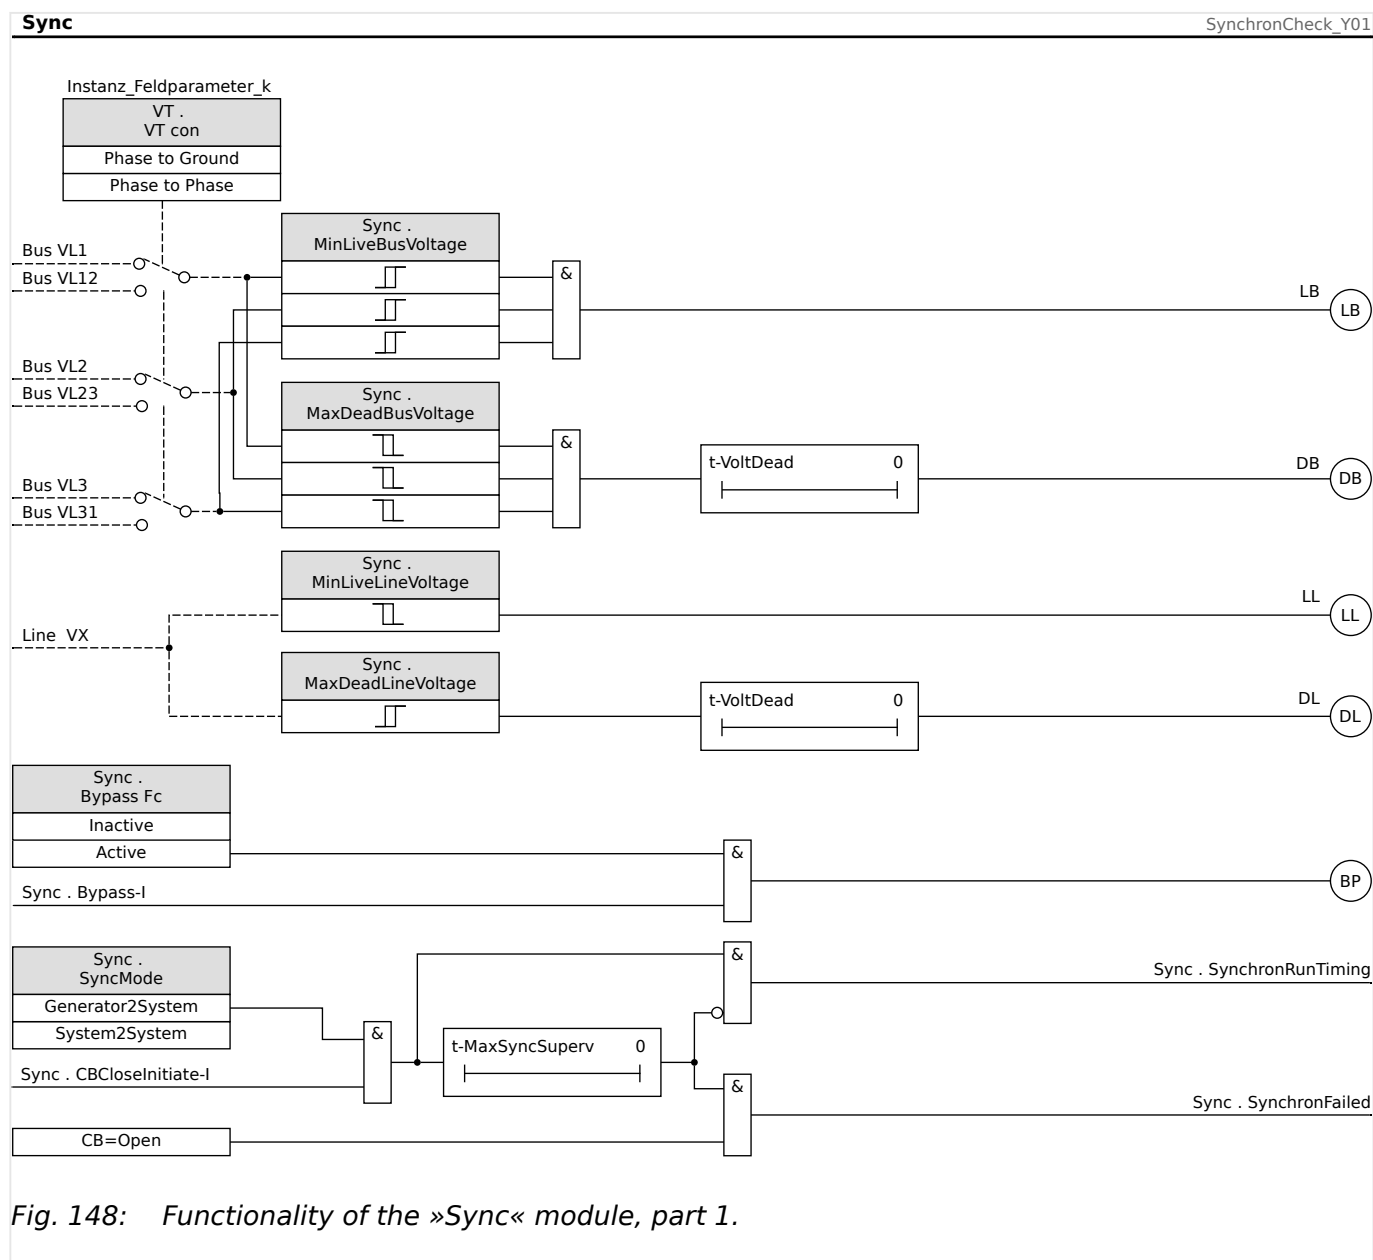 Sync
SynchronCheck_Y01
Instanz_Feldparameter_k
VT .
VT con
Phase to Ground
Phase to Phase
Bus VL1
Bus VL12
Sync .
MinLiveBusVoltage
&
LB
LB
Bus VL2
Bus VL23
Sync .
MaxDeadBusVoltage
&
t-VoltDead 0
DB
DB
Bus VL3
Bus VL31
Sync .
MinLiveLineVoltage
LL
LL
Line VX
Sync .
MaxDeadLineVoltage
t-VoltDead 0
DL
DL
Sync .
Bypass Fc
Inactive
Active
&
Sync . Bypass-I
BP
Sync .
SyncMode
Generator2System
System2System
&
Sync . SynchronRunTiming
&
t-MaxSyncSuperv 0
Sync . CBCloseInitiate-I
&
Sync . SynchronFailed
CB=Open
Fig. 148: Functionality of the »Sync« module, part 1.